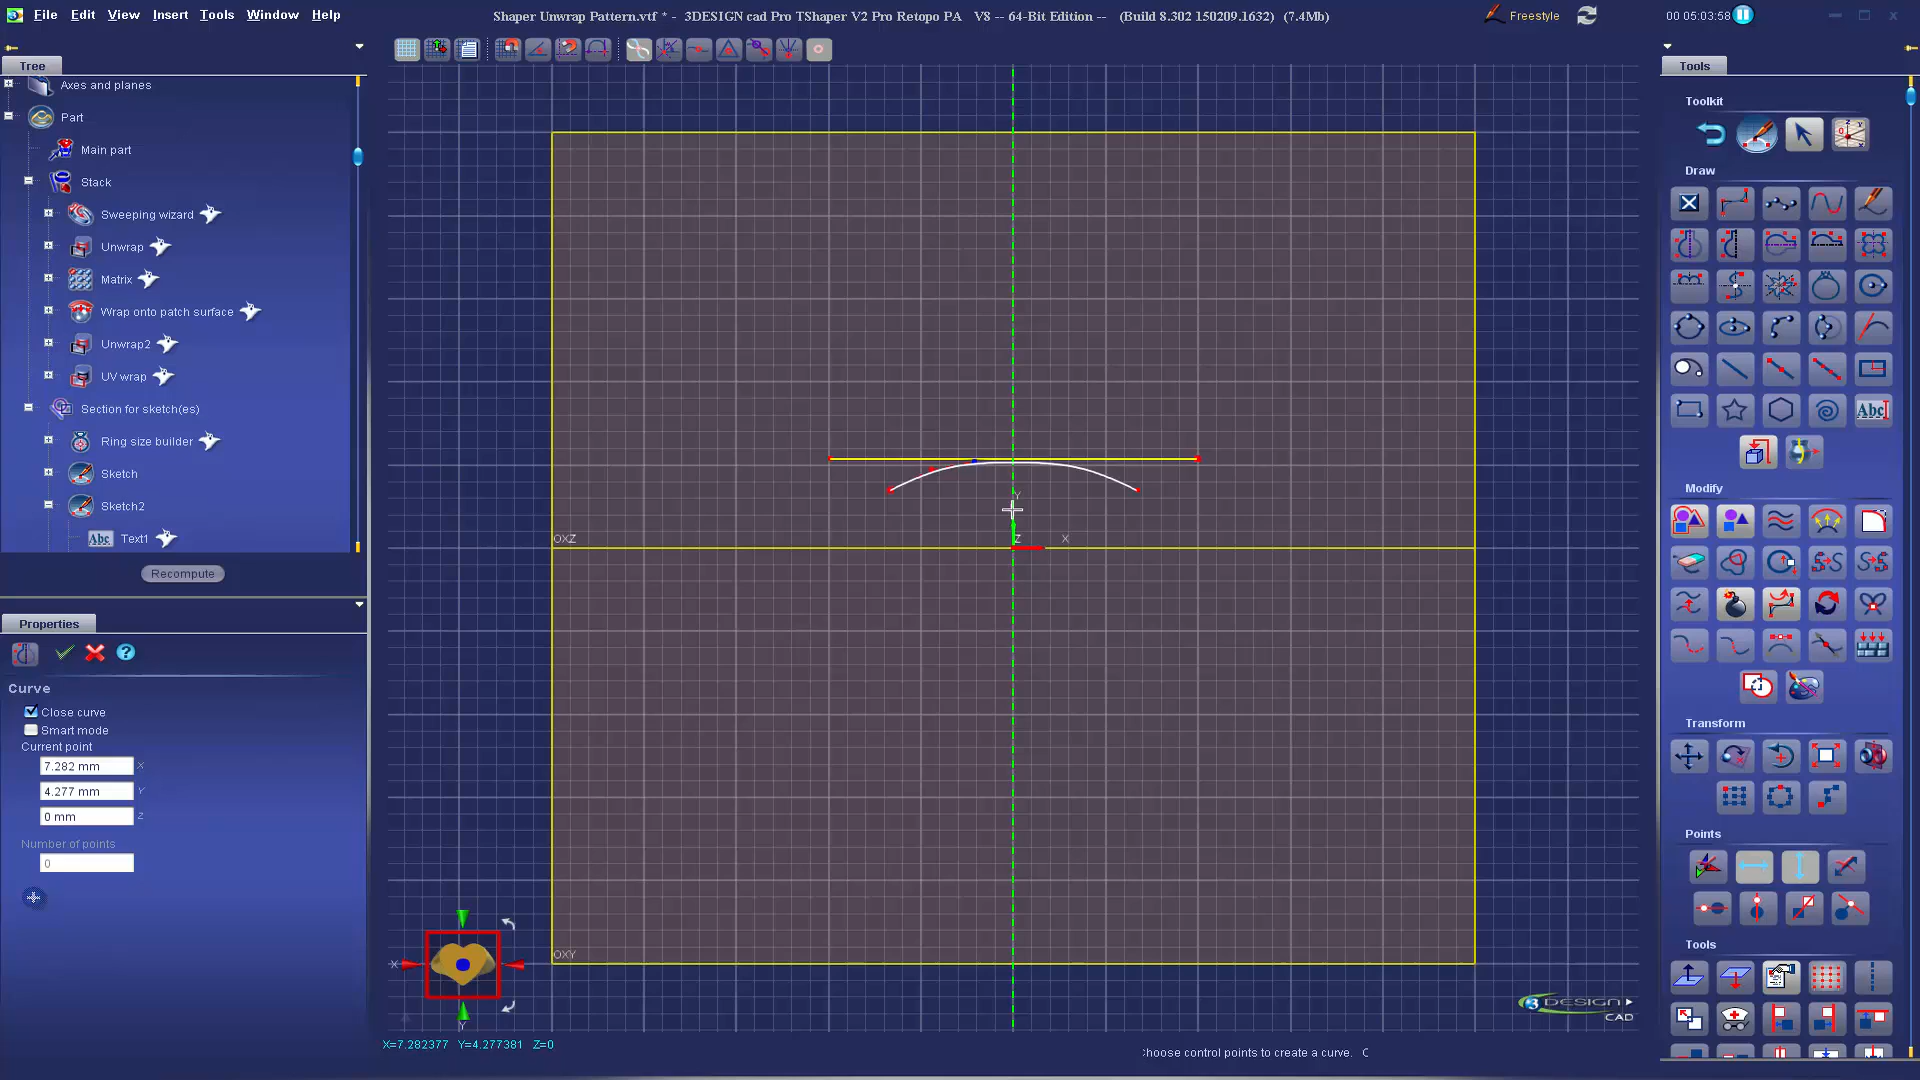 File Edit View Insert Tools Window Help
Shaper Unwrap Pattern.vtf * - 3DESIGN cad Pro TShaper V2 Pro Retopo PA V8 -- 64-Bit Edition -- (Build 8.302 150209.1632) (7.4Mb)
Freestyle
00 05:03:58
Tree
Axes and planes
Part
Main part
Stack
Sweeping wizard
Unwrap
Matrix
Wrap onto patch surface
Unwrap2
UV wrap
Section for sketch(es)
Ring size builder
Sketch
Sketch2
Abc Text1
Recompute
Properties
Curve
Close curve
Smart mode
Current point
7.282 mm X
4.277 mm Y
0 mm Z
Number of points
0
Y
OXZ
Z
X
OXY
X
Y
3DESIGN
CAD
X=7.282377 Y=4.277381 Z=0
hoose control points to create a curve. C
Tools
Toolkit
Draw
Abc
Modify
Transform
Points
Tools